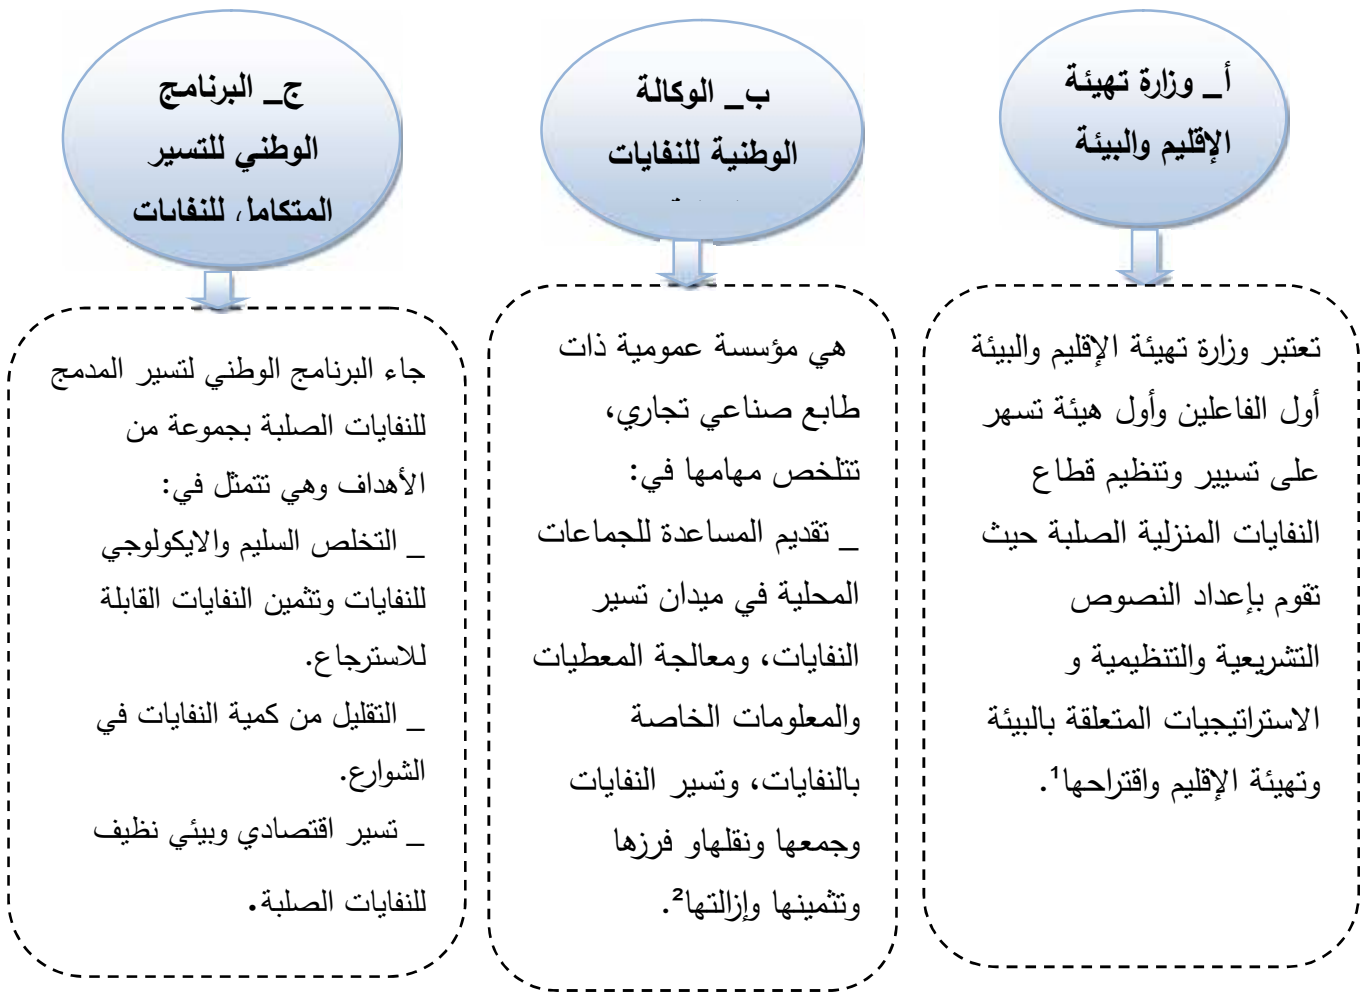 أ_ وزارة تهيئة
الإقليم والبيئة
تعتبر وزارة تهيئة الإقليم والبيئة
أول الفاعلين وأول هيئة تسهر
على تسيير وتنظيم قطاع
النفايات المنزلية الصلبة حيث
تقوم بإعداد النصوص
التشريعية والتنظيمية و
الاستراتيجيات المتعلقة بالبيئة
وتهيئة الإقليم واقتراحها¹.
ب_ الوكالة
الوطنية للنفايات
هي مؤسسة عمومية ذات
طابع صناعي تجاري،
تتلخص مهامها في:
_ تقديم المساعدة للجماعات
المحلية في ميدان تسير
النفايات، ومعالجة المعطيات
والمعلومات الخاصة
بالنفايات، وتسير النفايات
وجمعها ونقلهاو فرزها
وتثمينها وإزالتها².
ج_ البرنامج
الوطني للتسير
المتكامل للنفايات
جاء البرنامج الوطني لتسير المدمج
للنفايات الصلبة بجموعة من
الأهداف وهي تتمثل في:
_ التخلص السليم والايكولوجي
للنفايات وتثمين النفايات القابلة
للاسترجاع.
_ التقليل من كمية النفايات في
الشوارع.
_ تسير اقتصادي وبيئي نظيف
للنفايات الصلبة.